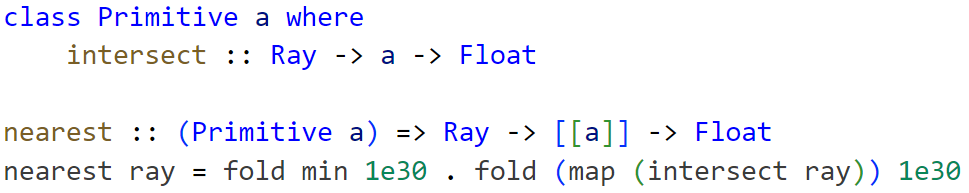 class Primitive a where
    intersect :: Ray -> a -> Float

nearest :: (Primitive a) => Ray -> [[a]] -> Float
nearest ray = fold min 1e30 . fold (map (intersect ray)) 1e30